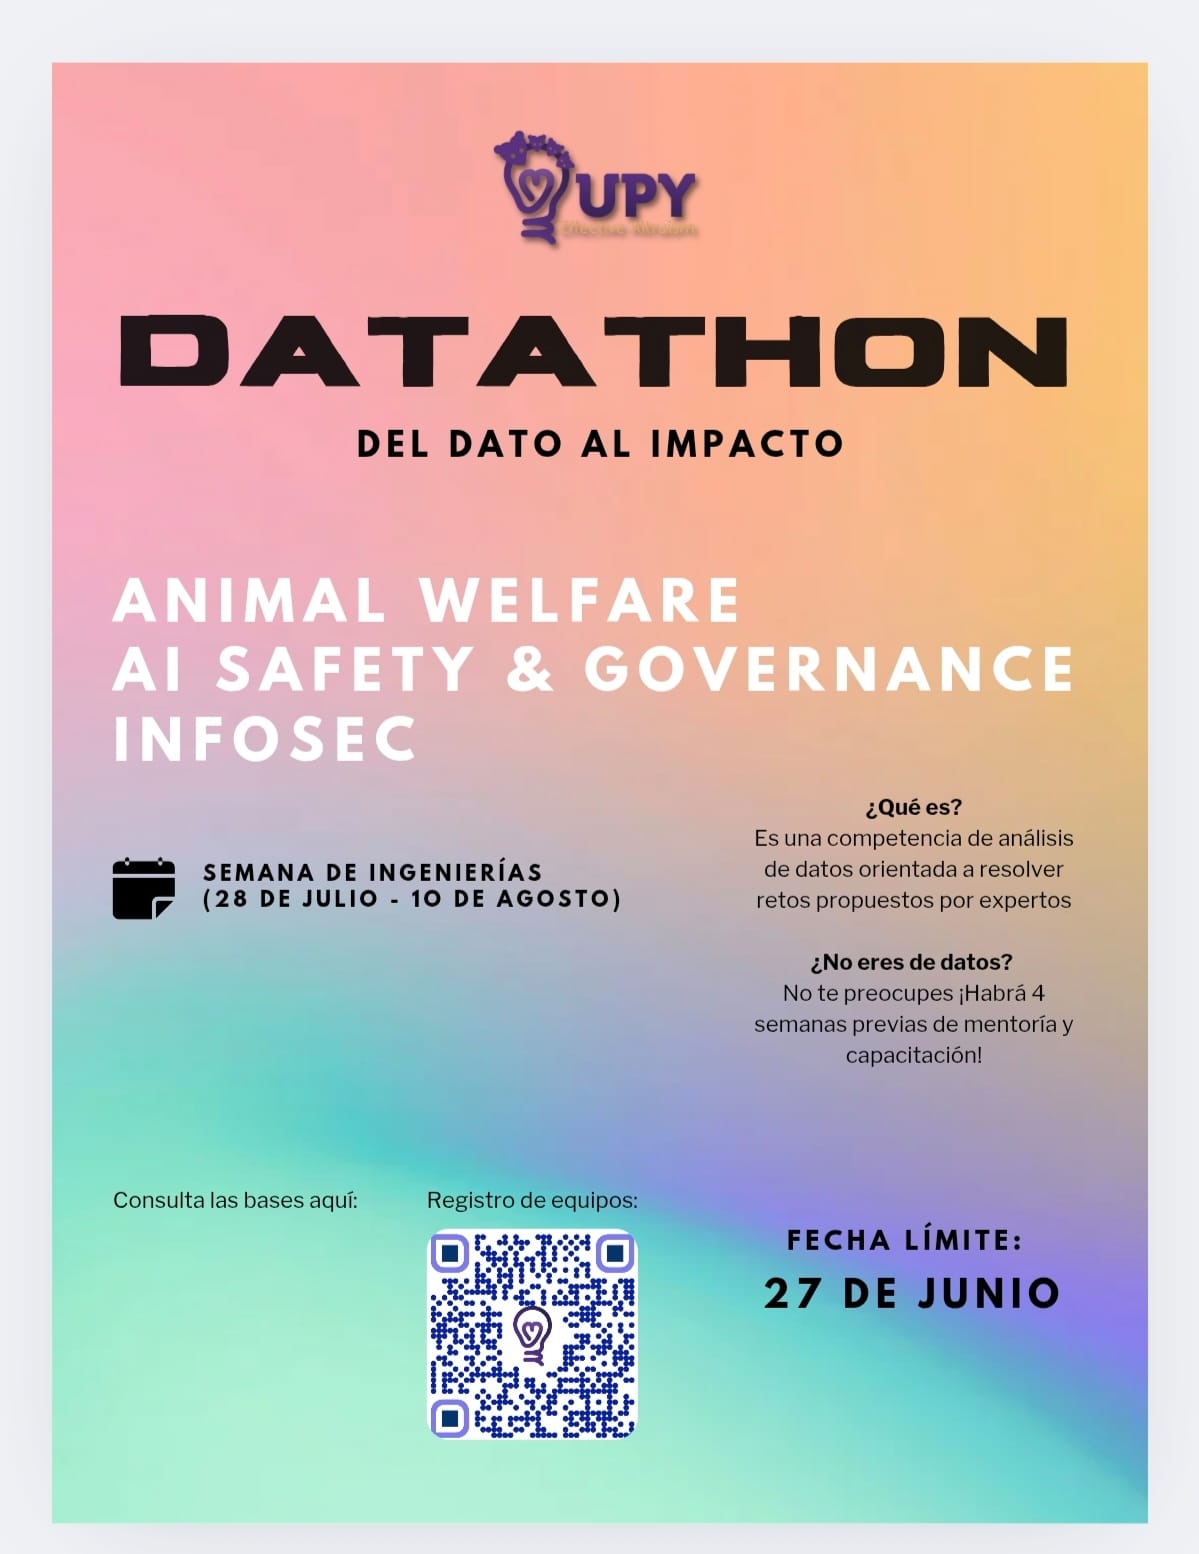 UPY
Effective Altruism
DATATHON
DEL DATO AL IMPACTO
ANIMAL WELFARE
AI SAFETY & GOVERNANCE
INFOSEC
SEMANA DE INGENIERÍAS
(28 DE JULIO - 10 DE AGOSTO)
¿Qué es?
Es una competencia de análisis
de datos orientada a resolver
retos propuestos por expertos
¿No eres de datos?
No te preocupes ¡Habrá 4
semanas previas de mentoría y
capacitación!
Consulta las bases aquí:
Registro de equipos:
FECHA LÍMITE:
27 DE JUNIO